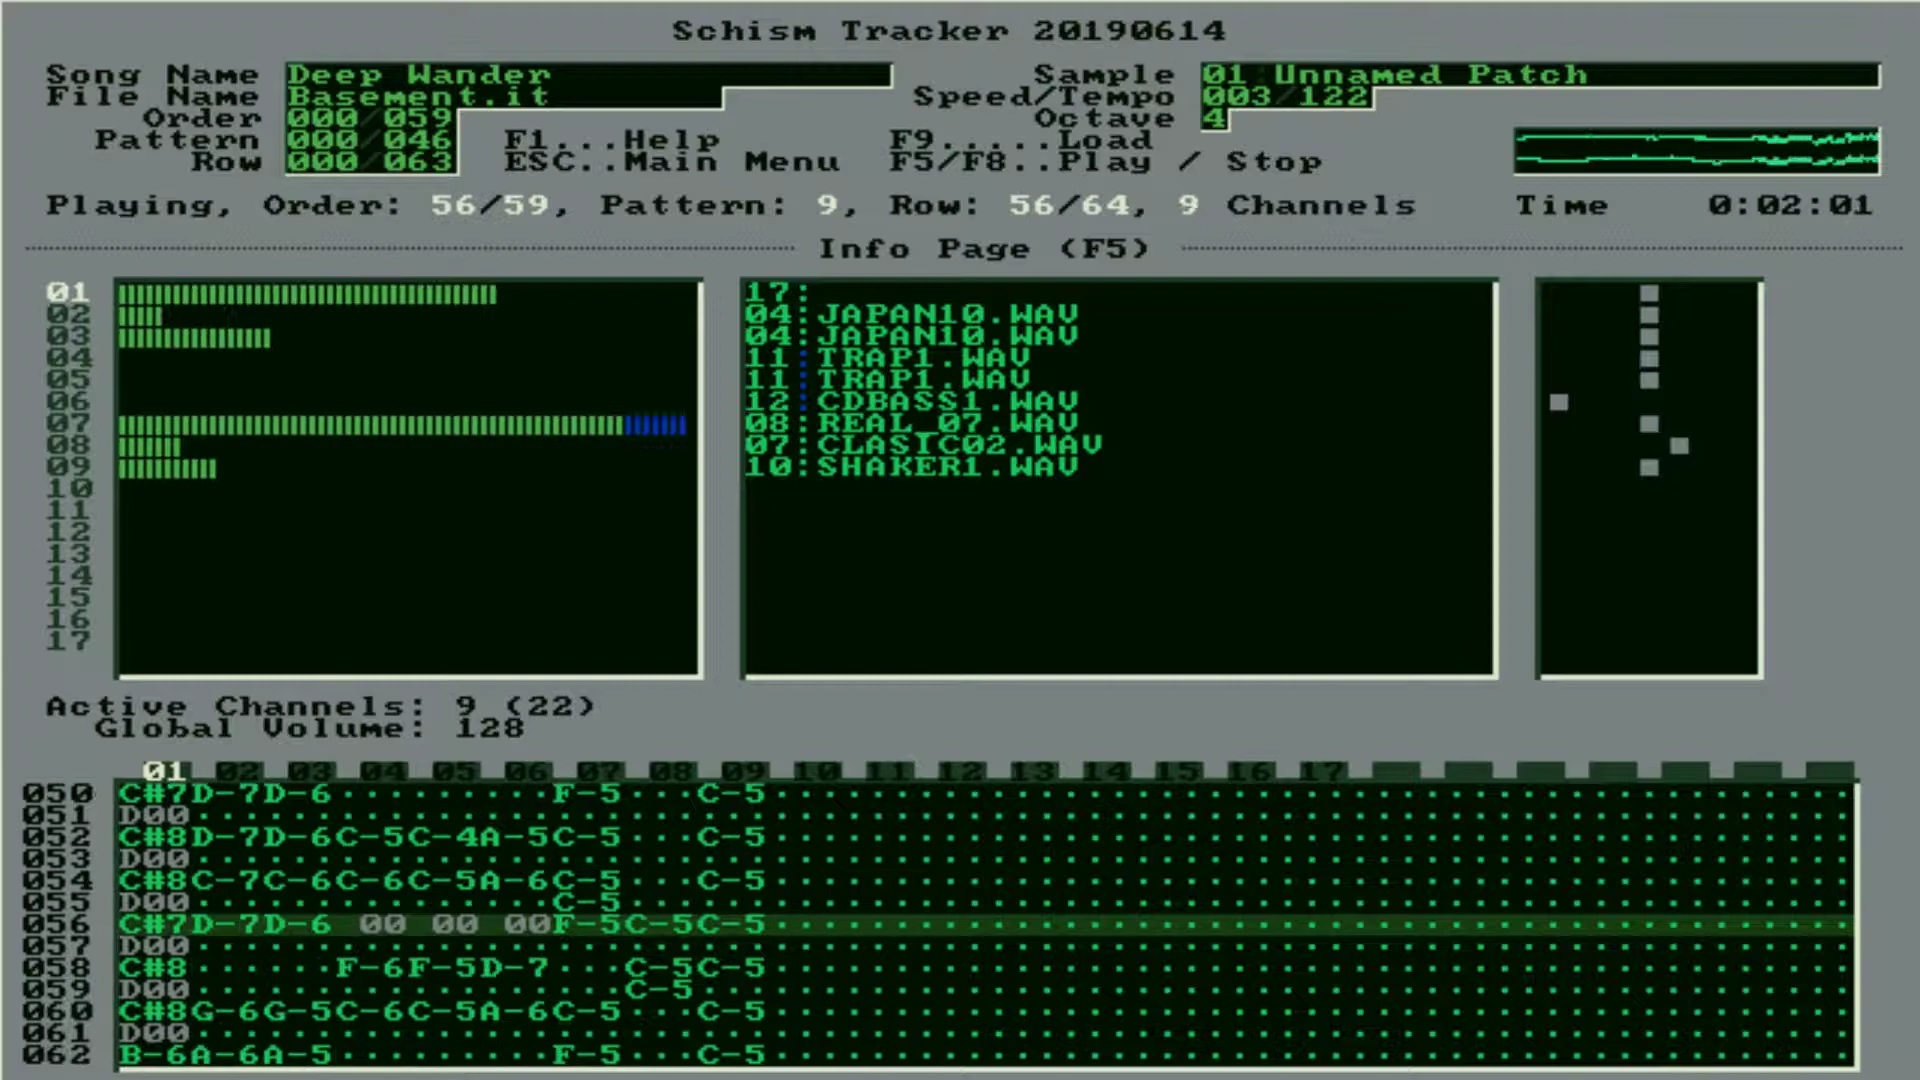 Schism Tracker 20190614
Song Name Deep Wander Sample 01 Unnamed Patch
File Name Basement.it Speed/Tempo 003/122
Order 000/059 Octave 4
Pattern 000/046 F1...Help F9.....Load
Row 000/063 ESC..Main Menu F5/F8..Play / Stop
Playing, Order: 56/59, Pattern: 9, Row: 56/64, 9 Channels Time 0:02:01
Info Page (F5)
01 17:
02 04:JAPAN10.WAV
03 04:JAPAN10.WAV
04 11:TRAP1.WAV
05 11:TRAP1.WAV
06 12:CDBASS1.WAV
07 08:REAL_07.WAV
08 07:CLASIC02.WAV
09 10:SHAKER1.WAV
10
11
12
13
14
15
16
17
Active Channels: 9 (22)
Global Volume: 128
01 02 03 04 05 06 07 08 09 10 11 12 13 14 15 16 17
050 C#7D-7D-6·········F-5···C-5
051 D00
052 C#8D-7D-6C-5C-4A-5C-5···C-5
053 D00
054 C#8C-7C-6C-6C-5A-6C-5···C-5
055 D00···············C-5
056 C#7D-7D-6 00 00 00F-5C-5C-5
057 D00
058 C#8······F-6F-5D-7···C-5C-5
059 D00··················C-5
060 C#8G-6G-5C-6C-5A-6C-5···C-5
061 D00
062 B-6A-6A-5·········F-5···C-5